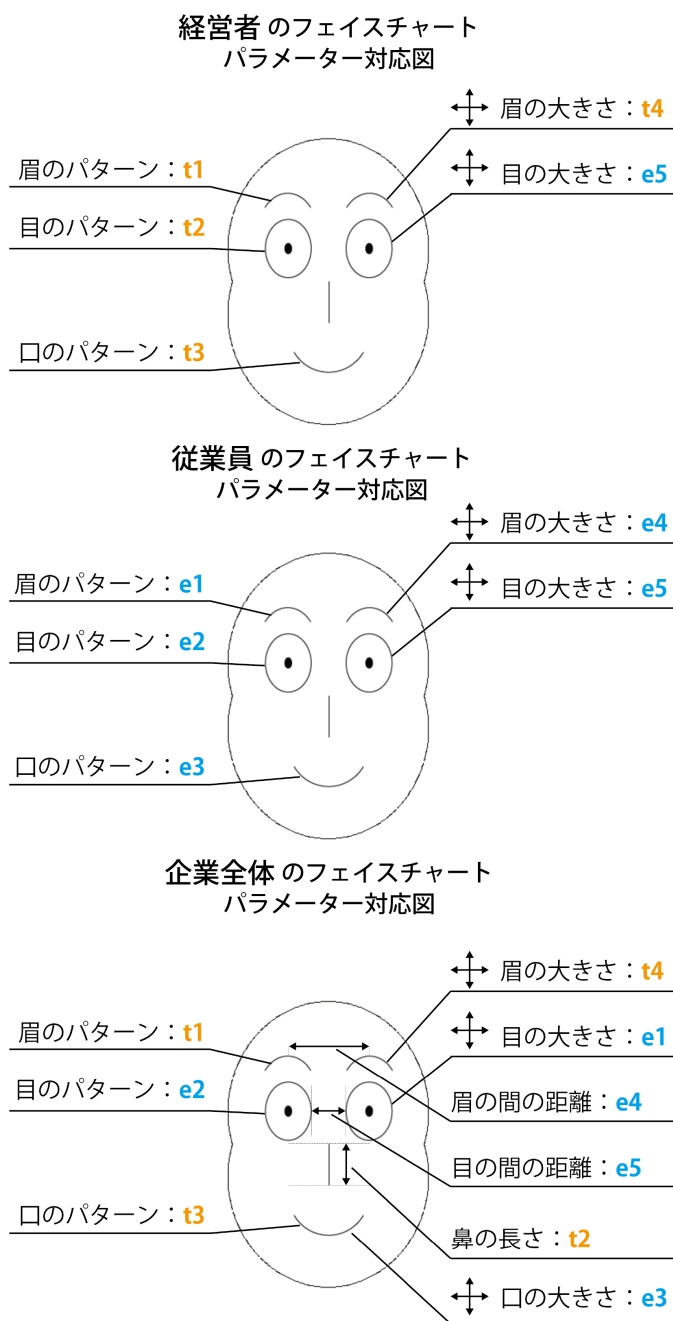 経営者 のフェイスチャート
パラメーター対応図
眉の大きさ：t4
眉のパターン：t1
目の大きさ：e5
目のパターン：t2
口のパターン：t3
従業員 のフェイスチャート
パラメーター対応図
眉の大きさ：e4
眉のパターン：e1
目の大きさ：e5
目のパターン：e2
口のパターン：e3
企業全体 のフェイスチャート
パラメーター対応図
眉の大きさ：t4
眉のパターン：t1
目の大きさ：e1
目のパターン：e2
眉の間の距離：e4
目の間の距離：e5
口のパターン：t3
鼻の長さ：t2
口の大きさ：e3